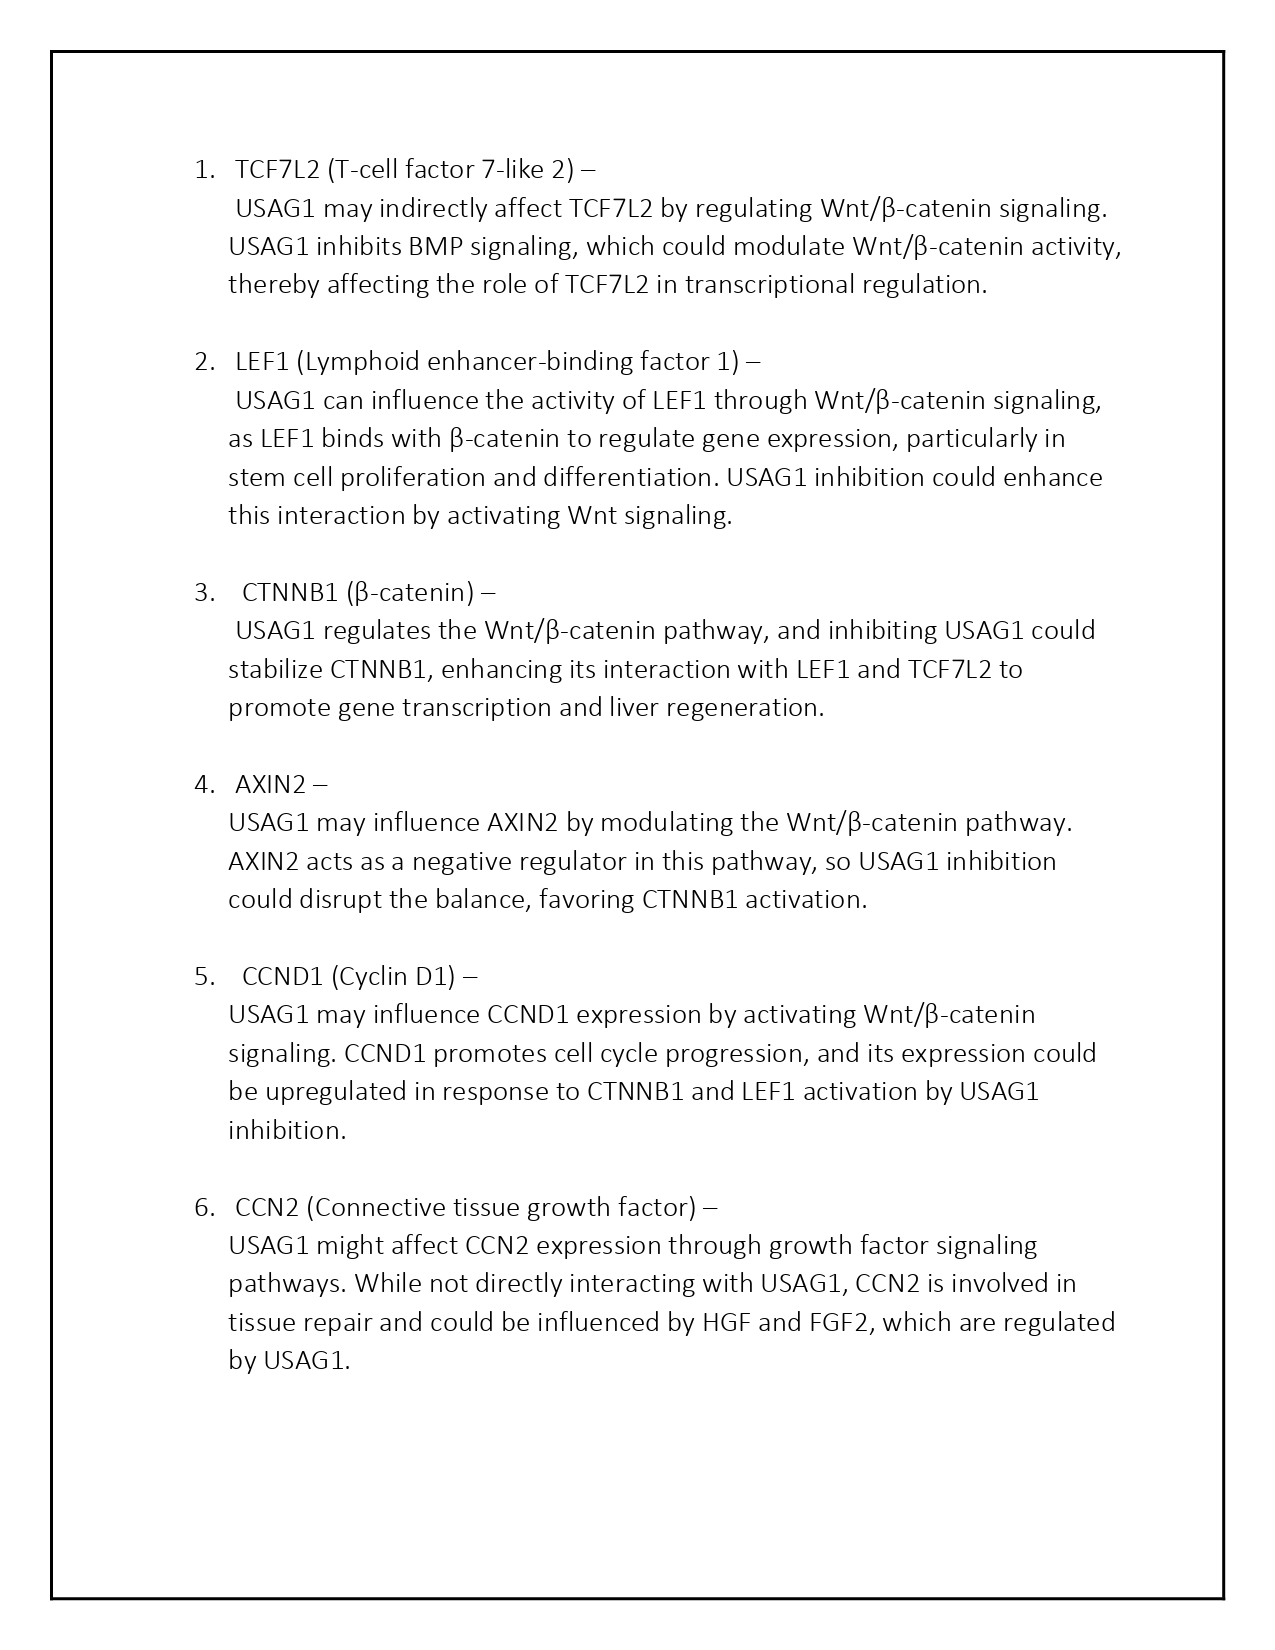 1. TCF7L2 (T-cell factor 7-like 2) –
USAG1 may indirectly affect TCF7L2 by regulating Wnt/β-catenin signaling.
USAG1 inhibits BMP signaling, which could modulate Wnt/β-catenin activity,
thereby affecting the role of TCF7L2 in transcriptional regulation.
2. LEF1 (Lymphoid enhancer-binding factor 1) –
USAG1 can influence the activity of LEF1 through Wnt/β-catenin signaling,
as LEF1 binds with β-catenin to regulate gene expression, particularly in
stem cell proliferation and differentiation. USAG1 inhibition could enhance
this interaction by activating Wnt signaling.
3. CTNNB1 (β-catenin) –
USAG1 regulates the Wnt/β-catenin pathway, and inhibiting USAG1 could
stabilize CTNNB1, enhancing its interaction with LEF1 and TCF7L2 to
promote gene transcription and liver regeneration.
4. AXIN2 –
USAG1 may influence AXIN2 by modulating the Wnt/β-catenin pathway.
AXIN2 acts as a negative regulator in this pathway, so USAG1 inhibition
could disrupt the balance, favoring CTNNB1 activation.
5. CCND1 (Cyclin D1) –
USAG1 may influence CCND1 expression by activating Wnt/β-catenin
signaling. CCND1 promotes cell cycle progression, and its expression could
be upregulated in response to CTNNB1 and LEF1 activation by USAG1
inhibition.
6. CCN2 (Connective tissue growth factor) –
USAG1 might affect CCN2 expression through growth factor signaling
pathways. While not directly interacting with USAG1, CCN2 is involved in
tissue repair and could be influenced by HGF and FGF2, which are regulated
by USAG1.